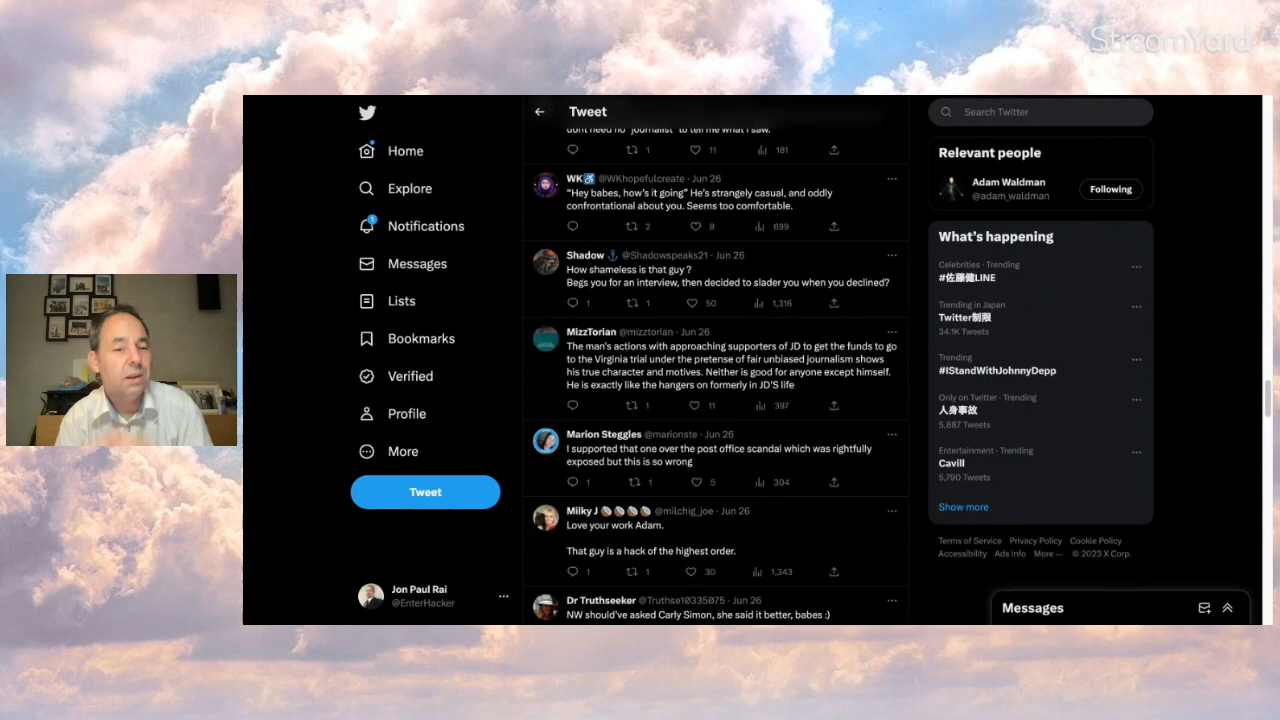 StreamYard
Home
Explore
1
Notifications
Messages
Lists
Bookmarks
Verified
Profile
More
Tweet
Jon Paul Rai
@EnterHacker
Tweet
dont need no "journalist" to tell me what I saw.
1 11 181
WK♿ @WKhopefulcreate · Jun 26
"Hey babes, how's it going" He's strangely casual, and oddly
confrontational about you. Seems too comfortable.
2 8 699
Shadow ⚓ @Shadowspeaks21 · Jun 26
How shameless is that guy ?
Begs you for an interview, then decided to slader you when you declined?
1 1 50 1,316
MizzTorian @mizztorian · Jun 26
The man's actions with approaching supporters of JD to get the funds to go
to the Virginia trial under the pretense of fair unbiased journalism shows
his true character and motives. Neither is good for anyone except himself.
He is exactly like the hangers on formerly in JD'S life
1 11 397
Marion Steggles @marionste · Jun 26
I supported that one over the post office scandal which was rightfully
exposed but this is so wrong
1 1 5 304
Milky J @milchig_joe · Jun 26
Love your work Adam.
That guy is a hack of the highest order.
1 1 30 1,343
Dr Truthseeker @Truthse10335075 · Jun 26
NW should've asked Carly Simon, she said it better, babes :)
Search Twitter
Relevant people
Adam Waldman
@adam_waldman
Following
What's happening
Celebrities · Trending
#佐藤健LINE
Trending in Japan
Twitter制限
34.1K Tweets
Trending
#IStandWithJohnnyDepp
Only on Twitter · Trending
人身事故
5,887 Tweets
Entertainment · Trending
Cavill
5,790 Tweets
Show more
Terms of Service Privacy Policy Cookie Policy
Accessibility Ads info More ··· © 2023 X Corp.
Messages